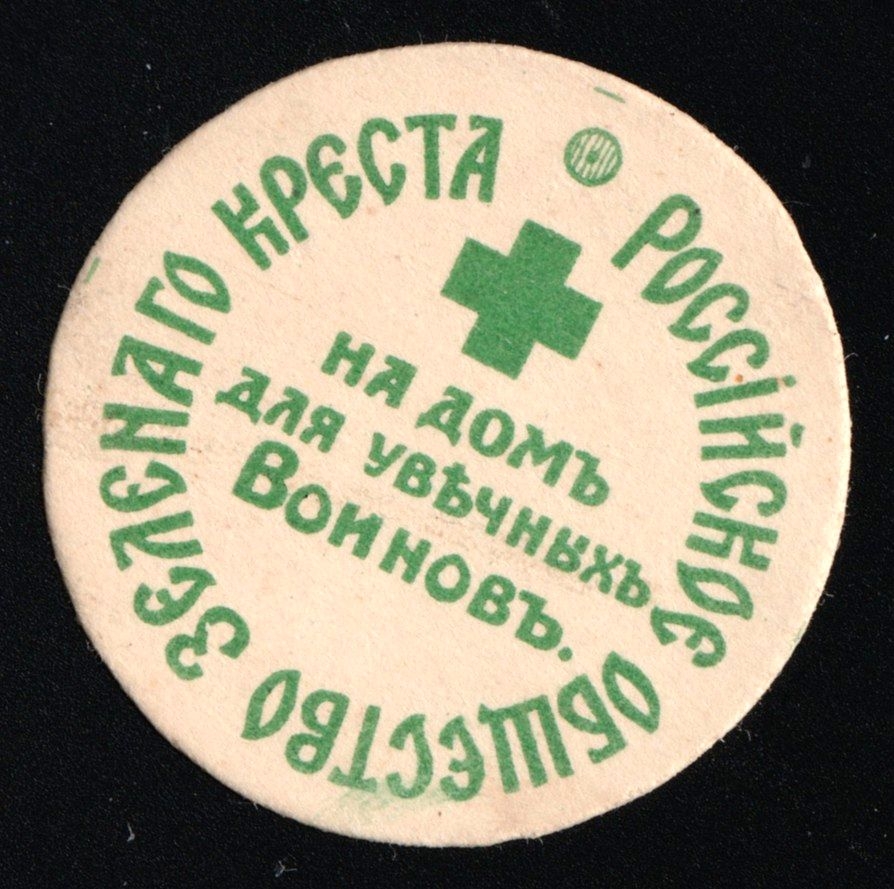 РОССІЙСКОЕ ОБЩЕСТВО ЗЕЛЕНАГО КРЕСТА
НА ДОМЪ
ДЛЯ УВѢЧНЫХЪ
ВОИНОВЪ.